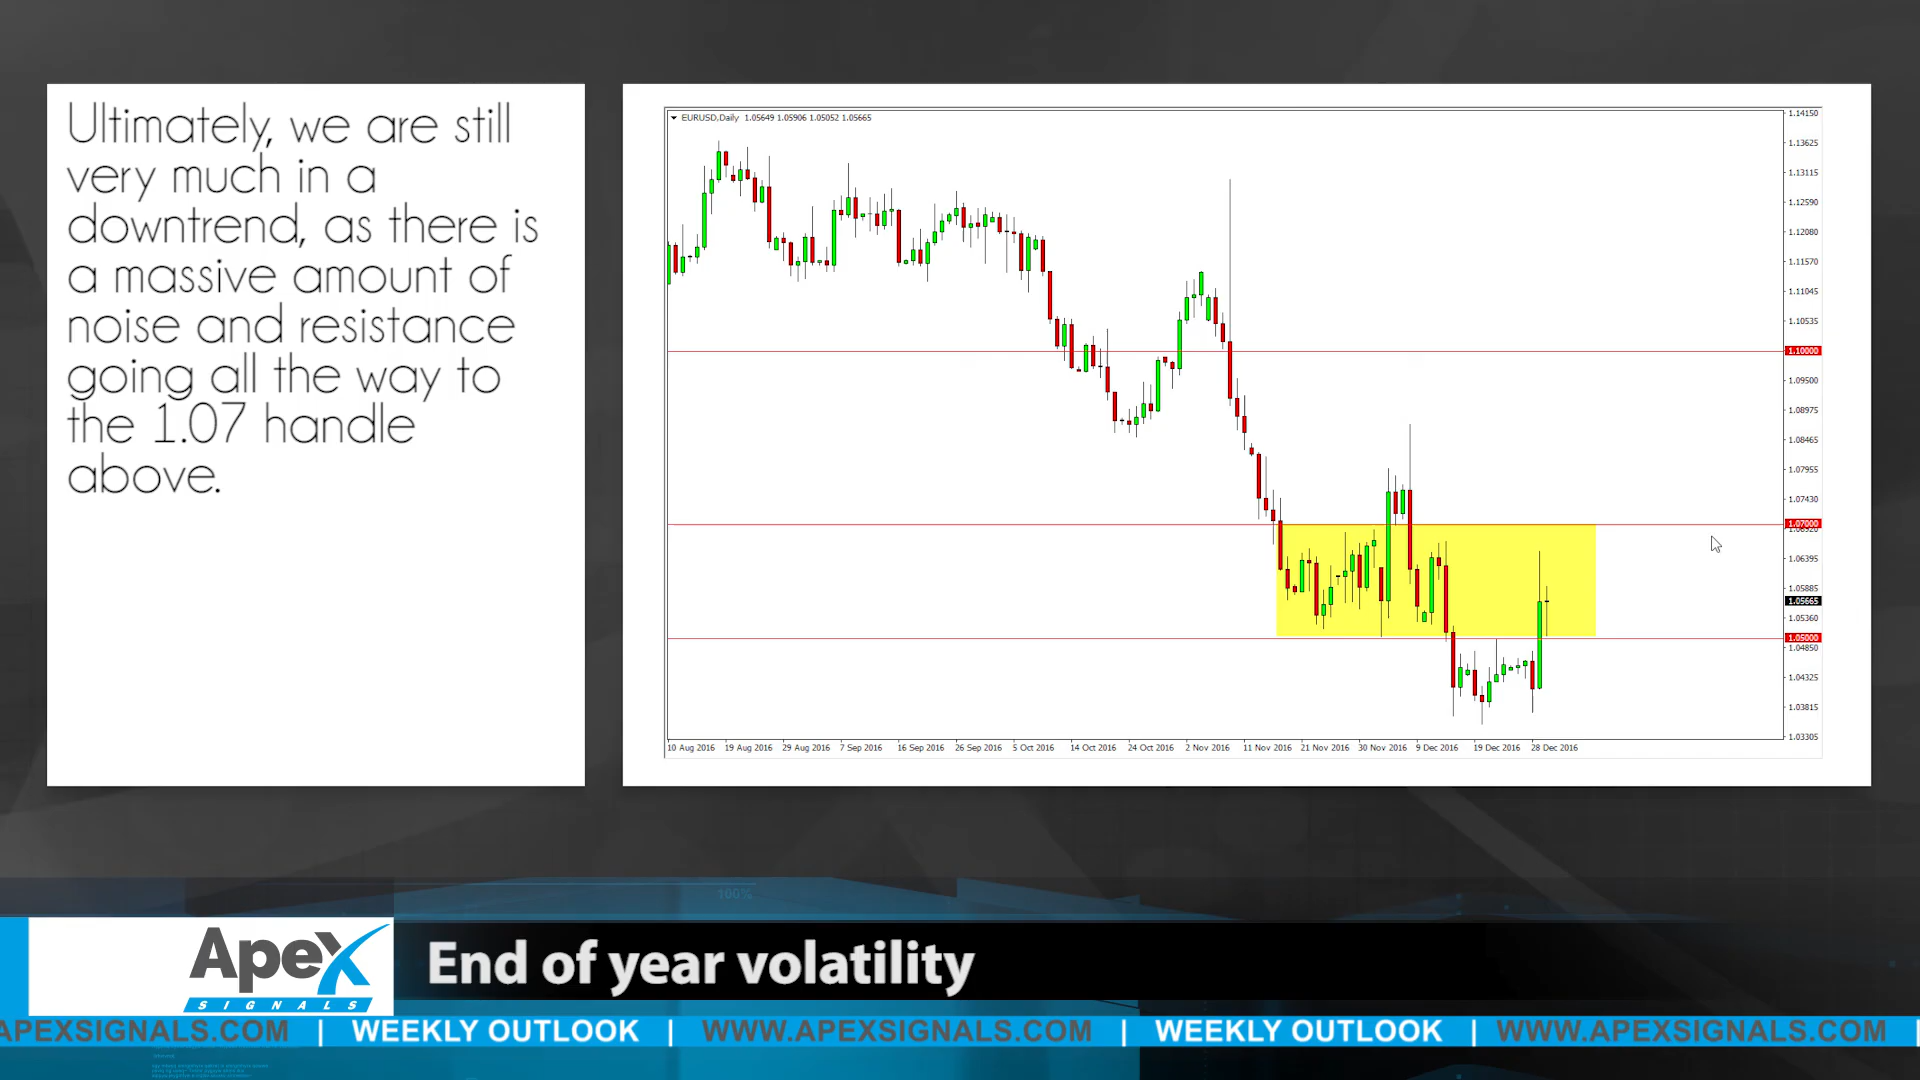 Ultimately, we are still
very much in a
downtrend, as there is
a massive amount of
noise and resistance
going all the way to
the 1.07 handle
above.
EURUSD,Daily 1.05649 1.05906 1.05052 1.05665
1.14150
1.13625
1.13115
1.12590
1.12080
1.11570
1.11045
1.10535
1.10000
1.09500
1.08975
1.08465
1.07955
1.07430
1.07000
1.06395
1.05885
1.05665
1.05360
1.05000
1.04850
1.04325
1.03815
1.03305
10 Aug 2016 19 Aug 2016 29 Aug 2016 7 Sep 2016 16 Sep 2016 26 Sep 2016 5 Oct 2016 14 Oct 2016 24 Oct 2016 2 Nov 2016 11 Nov 2016 21 Nov 2016 30 Nov 2016 9 Dec 2016 19 Dec 2016 28 Dec 2016
100%
Apex
SIGNALS
End of year volatility
APEXSIGNALS.COM | WEEKLY OUTLOOK | WWW.APEXSIGNALS.COM | WEEKLY OUTLOOK | WWW.APEXSIGNALS.COM |